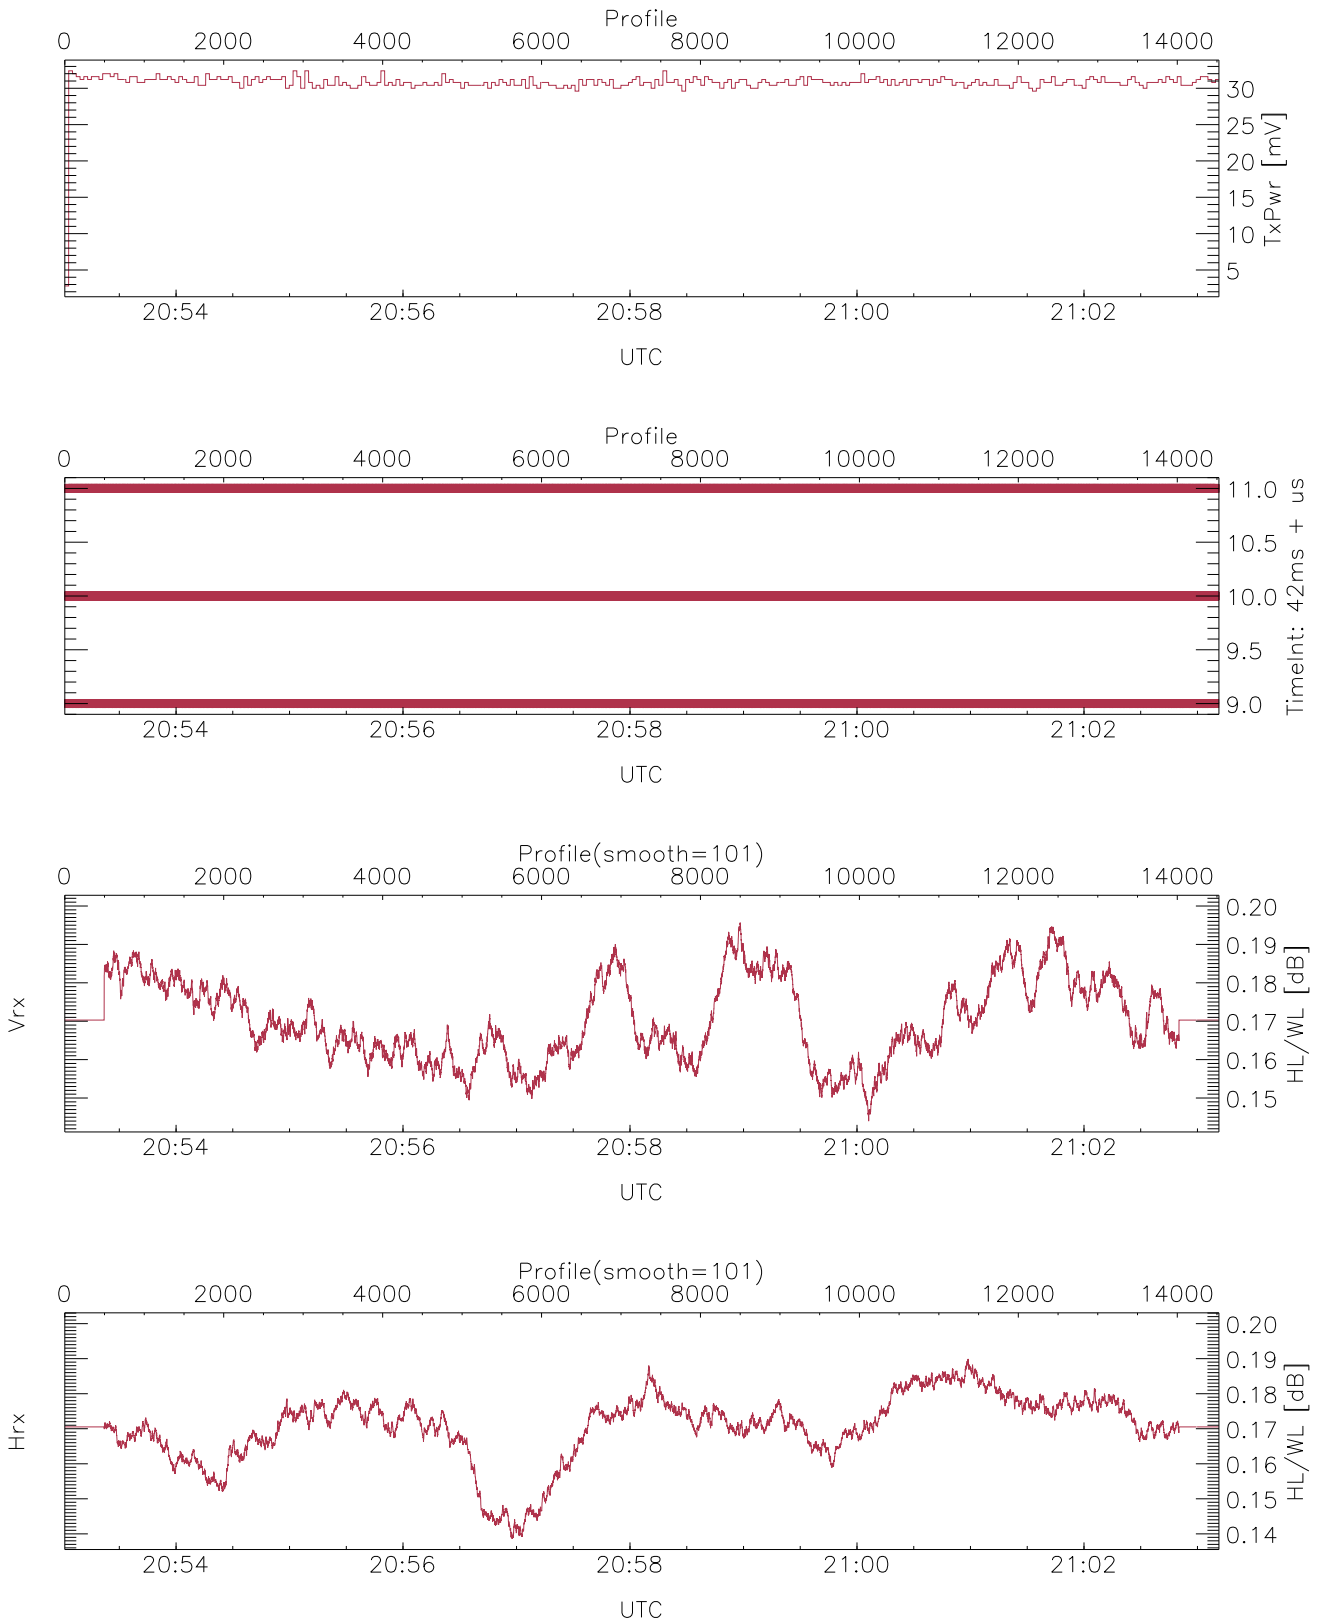 Profile
0 2000 4000 6000 8000 10000 12000 14000
30
25
20
15
10
5
TxPwr [mV]
20:54 20:56 20:58 21:00 21:02
UTC
Profile
0 2000 4000 6000 8000 10000 12000 14000
11.0
10.5
10.0
9.5
9.0
TimeInt: 42ms + us
20:54 20:56 20:58 21:00 21:02
UTC
Profile(smooth=101)
0 2000 4000 6000 8000 10000 12000 14000
Vrx
0.20
0.19
0.18
0.17
0.16
0.15
HL/WL [dB]
20:54 20:56 20:58 21:00 21:02
UTC
Profile(smooth=101)
0 2000 4000 6000 8000 10000 12000 14000
Hrx
0.20
0.19
0.18
0.17
0.16
0.15
0.14
HL/WL [dB]
20:54 20:56 20:58 21:00 21:02
UTC